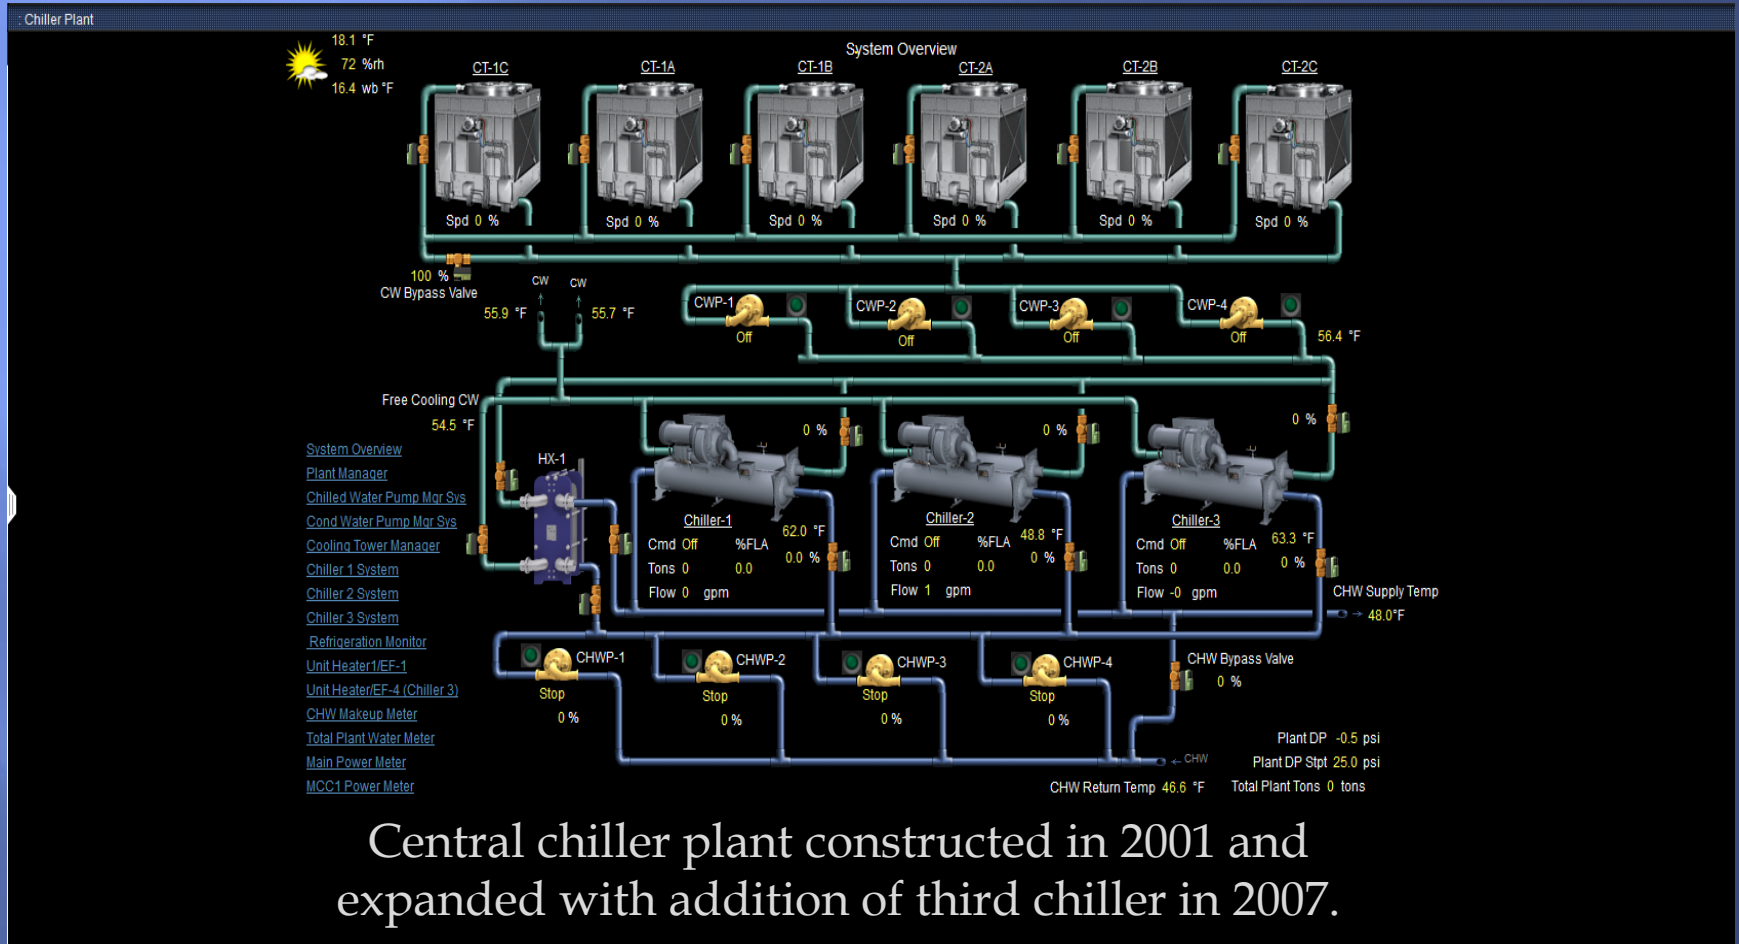 : Chiller Plant
18.1 °F
72 %rh
16.4 wb °F
System Overview
CT-1C
CT-1A
CT-1B
CT-2A
CT-2B
CT-2C
Spd 0 %
Spd 0 %
Spd 0 %
Spd 0 %
Spd 0 %
Spd 0 %
100 %
CW Bypass Valve
CW
CW
55.9 °F
55.7 °F
CWP-1
Off
CWP-2
Off
CWP-3
Off
CWP-4
Off
56.4 °F
Free Cooling CW
54.5 °F
0 %
0 %
0 %
System Overview
Plant Manager
Chilled Water Pump Mgr Sys
Cond Water Pump Mgr Sys
Cooling Tower Manager
Chiller 1 System
Chiller 2 System
Chiller 3 System
Refrigeration Monitor
Unit Heater1/EF-1
Unit Heater/EF-4 (Chiller 3)
CHW Makeup Meter
Total Plant Water Meter
Main Power Meter
MCC1 Power Meter
HX-1
Chiller-1
62.0 °F
Cmd Off %FLA
0.0 %
Tons 0 0.0
Flow 0 gpm
Chiller-2
48.8 °F
Cmd Off %FLA
0 %
Tons 0 0.0
Flow 1 gpm
Chiller-3
63.3 °F
Cmd Off %FLA
0 %
Tons 0 0.0
Flow -0 gpm
CHW Supply Temp
→ 48.0°F
CHWP-1
Stop
0 %
CHWP-2
Stop
0 %
CHWP-3
Stop
0 %
CHWP-4
Stop
0 %
CHW Bypass Valve
0 %
← CHW
CHW Return Temp 46.6 °F
Plant DP -0.5 psi
Plant DP Stpt 25.0 psi
Total Plant Tons 0 tons
Central chiller plant constructed in 2001 and
expanded with addition of third chiller in 2007.